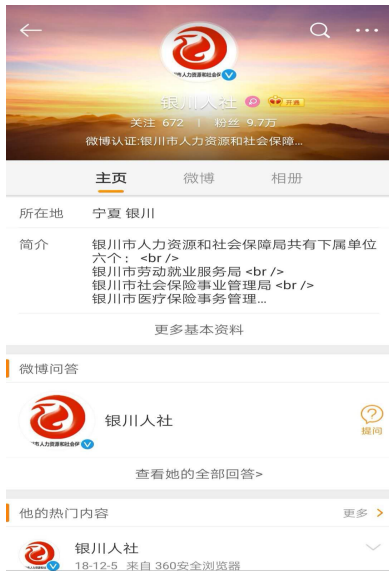 银川人社 开通
关注 672 | 粉丝 9.7万
微博认证:银川市人力资源和社会保障...
主页 微博 相册
所在地 宁夏 银川
简介 银川市人力资源和社会保障局共有下属单位
六个：<br />
银川市劳动就业服务局 <br />
银川市社会保险事业管理局 <br />
银川市医疗保险事务管理...
更多基本资料
微博问答
银川人社
提问
查看她的全部回答>
他的热门内容 更多 >
银川人社
18-12-5 来自 360安全浏览器